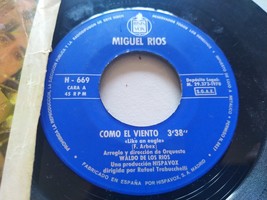 MIGUEL RIOS
H - 669
CARA A
45 RPM
Depósito Legal:
S.G.A.E.
COMO EL VIENTO 3'38''
«Like an eagle»
(F. Arbex)
Arreglo y dirección de Orquesta
WALDO DE LOS RIOS
Una producción HISPAVOX
dirigida por Rafael Trabucchelli
FABRICADO EN ESPAÑA POR HISPAVOX, S. A. MADRID